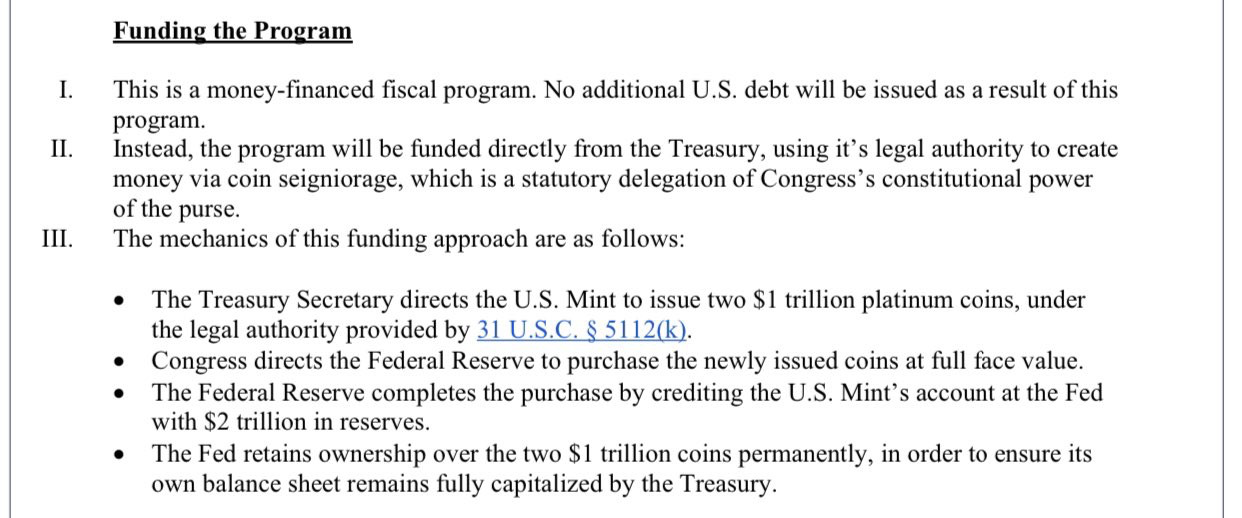 Funding the Program
I. This is a money-financed fiscal program. No additional U.S. debt will be issued as a result of this
program.
II. Instead, the program will be funded directly from the Treasury, using it’s legal authority to create
money via coin seigniorage, which is a statutory delegation of Congress’s constitutional power
of the purse.
III. The mechanics of this funding approach are as follows:
• The Treasury Secretary directs the U.S. Mint to issue two $1 trillion platinum coins, under
the legal authority provided by 31 U.S.C. § 5112(k).
• Congress directs the Federal Reserve to purchase the newly issued coins at full face value.
• The Federal Reserve completes the purchase by crediting the U.S. Mint’s account at the Fed
with $2 trillion in reserves.
• The Fed retains ownership over the two $1 trillion coins permanently, in order to ensure its
own balance sheet remains fully capitalized by the Treasury.